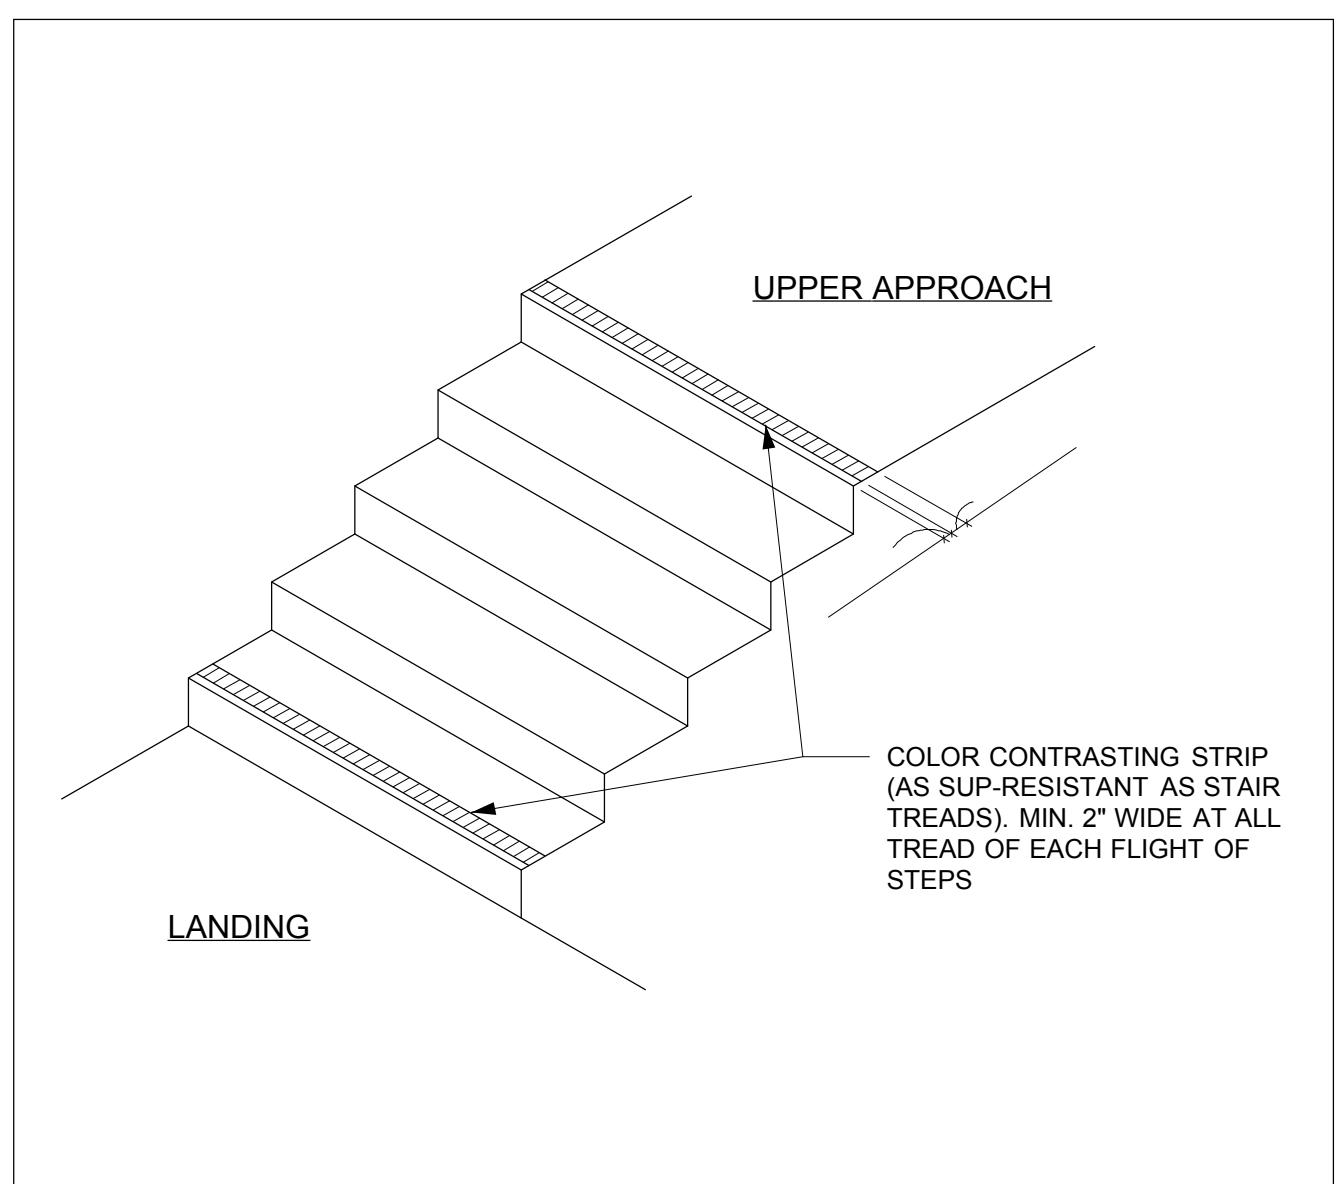 UPPER APPROACH
COLOR CONTRASTING STRIP
(AS SUP-RESISTANT AS STAIR
TREADS). MIN. 2" WIDE AT ALL
TREAD OF EACH FLIGHT OF
STEPS
LANDING